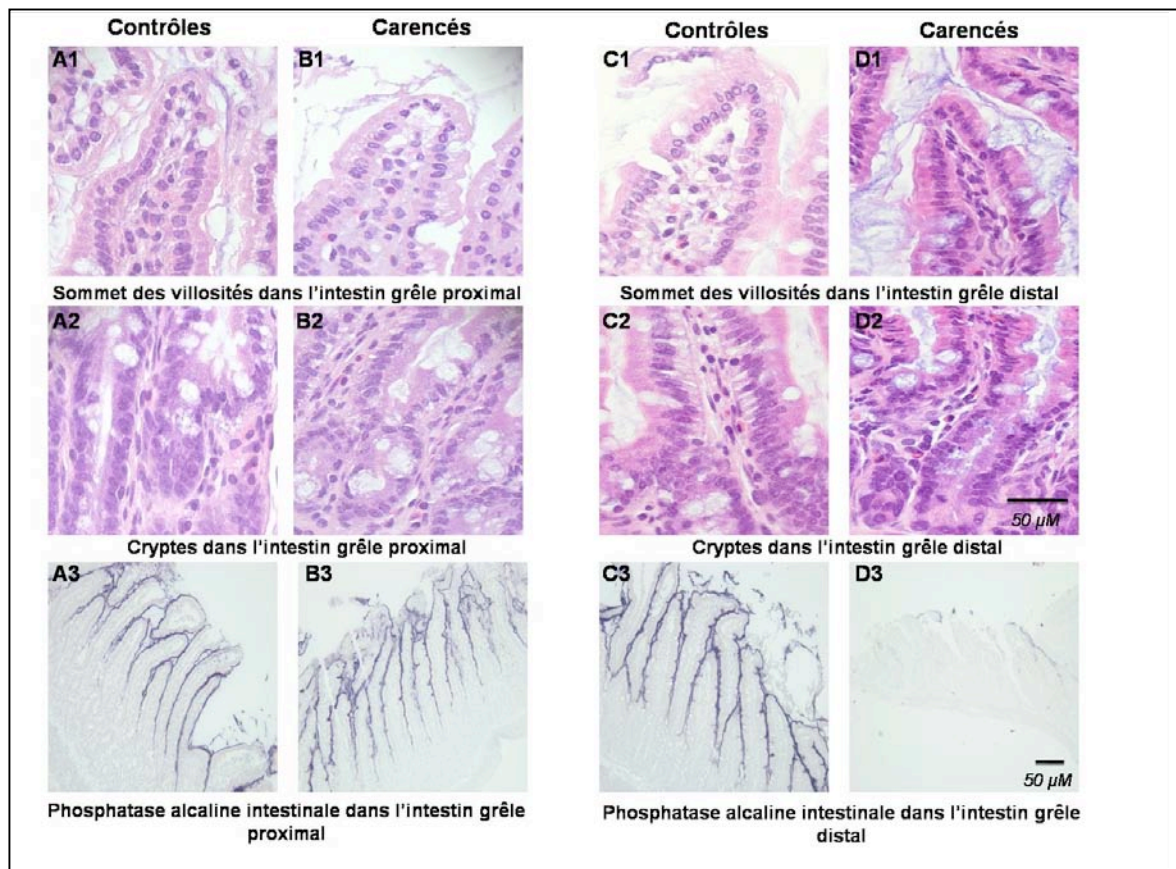 Contrôles Carencés Contrôles Carencés
A1 B1 C1 D1
Sommet des villosités dans l'intestin grêle proximal Sommet des villosités dans l'intestin grêle distal
A2 B2 C2 D2
50 µM
Cryptes dans l'intestin grêle proximal Cryptes dans l'intestin grêle distal
A3 B3 C3 D3
50 µM
Phosphatase alcaline intestinale dans l'intestin grêle
proximal
Phosphatase alcaline intestinale dans l'intestin grêle
distal